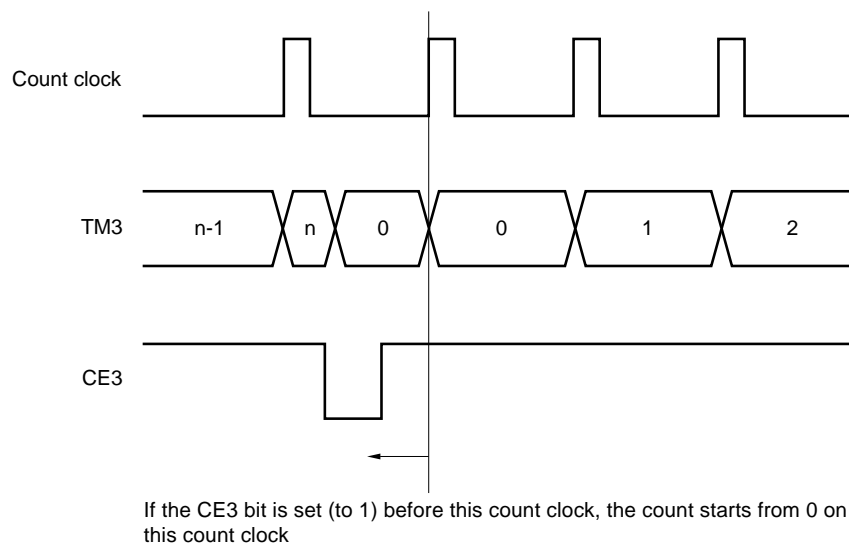 Count clock
TM3
n-1 n 0 0 1 2
CE3
If the CE3 bit is set (to 1) before this count clock, the count starts from 0 on
this count clock